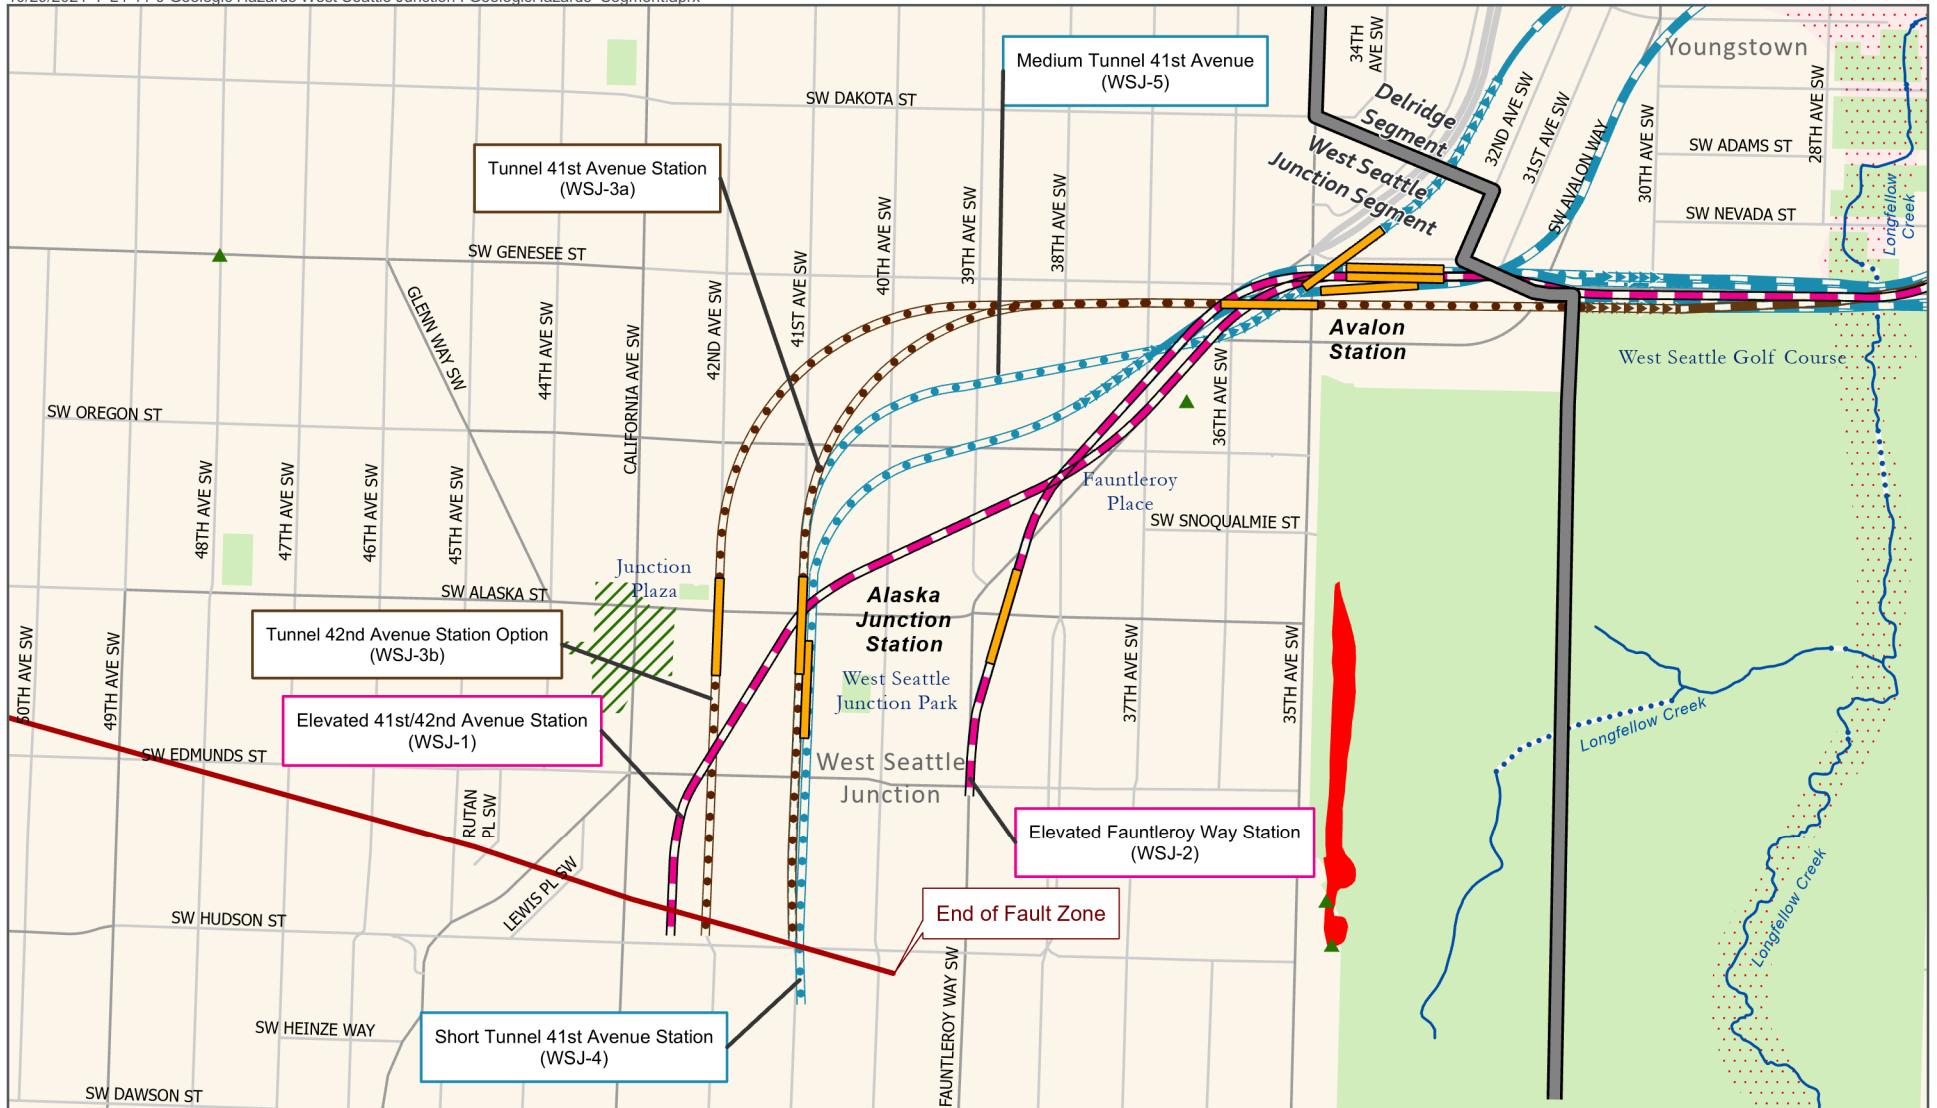 Medium Tunnel 41st Avenue
(WSJ-5)
34TH
AVE SW
Youngstown
28TH AVE SW
SW DAKOTA ST
Delridge
Segment
32ND AVE SW
31ST AVE SW
SW AVALON WAY
30TH AVE SW
SW ADAMS ST
Tunnel 41st Avenue Station
(WSJ-3a)
West Seattle
Junction Segment
SW NEVADA ST
Longfellow
Creek
SW GENESEE ST
GLENN WAY SW
44TH AVE SW
CALIFORNIA AVE SW
42ND AVE SW
41ST AVE SW
40TH AVE SW
39TH AVE SW
38TH AVE SW
Avalon
Station
36TH AVE SW
West Seattle Golf Course
SW OREGON ST
48TH AVE SW
47TH AVE SW
46TH AVE SW
45TH AVE SW
Fauntleroy
Place
SW SNOQUALMIE ST
Junction
Plaza
SW ALASKA ST
Alaska
Junction
Station
Tunnel 42nd Avenue Station Option
(WSJ-3b)
50TH AVE SW
49TH AVE SW
West Seattle
Junction Park
37TH AVE SW
35TH AVE SW
Elevated 41st/42nd Avenue Station
(WSJ-1)
Longfellow Creek
SW EDMUNDS ST
West Seattle
Junction
RUTAN
PL SW
Elevated Fauntleroy Way Station
(WSJ-2)
LEWIS PL SW
Longfellow Creek
SW HUDSON ST
End of Fault Zone
FAUNTLEROY WAY SW
SW HEINZE WAY
Short Tunnel 41st Avenue Station
(WSJ-4)
SW DAWSON ST